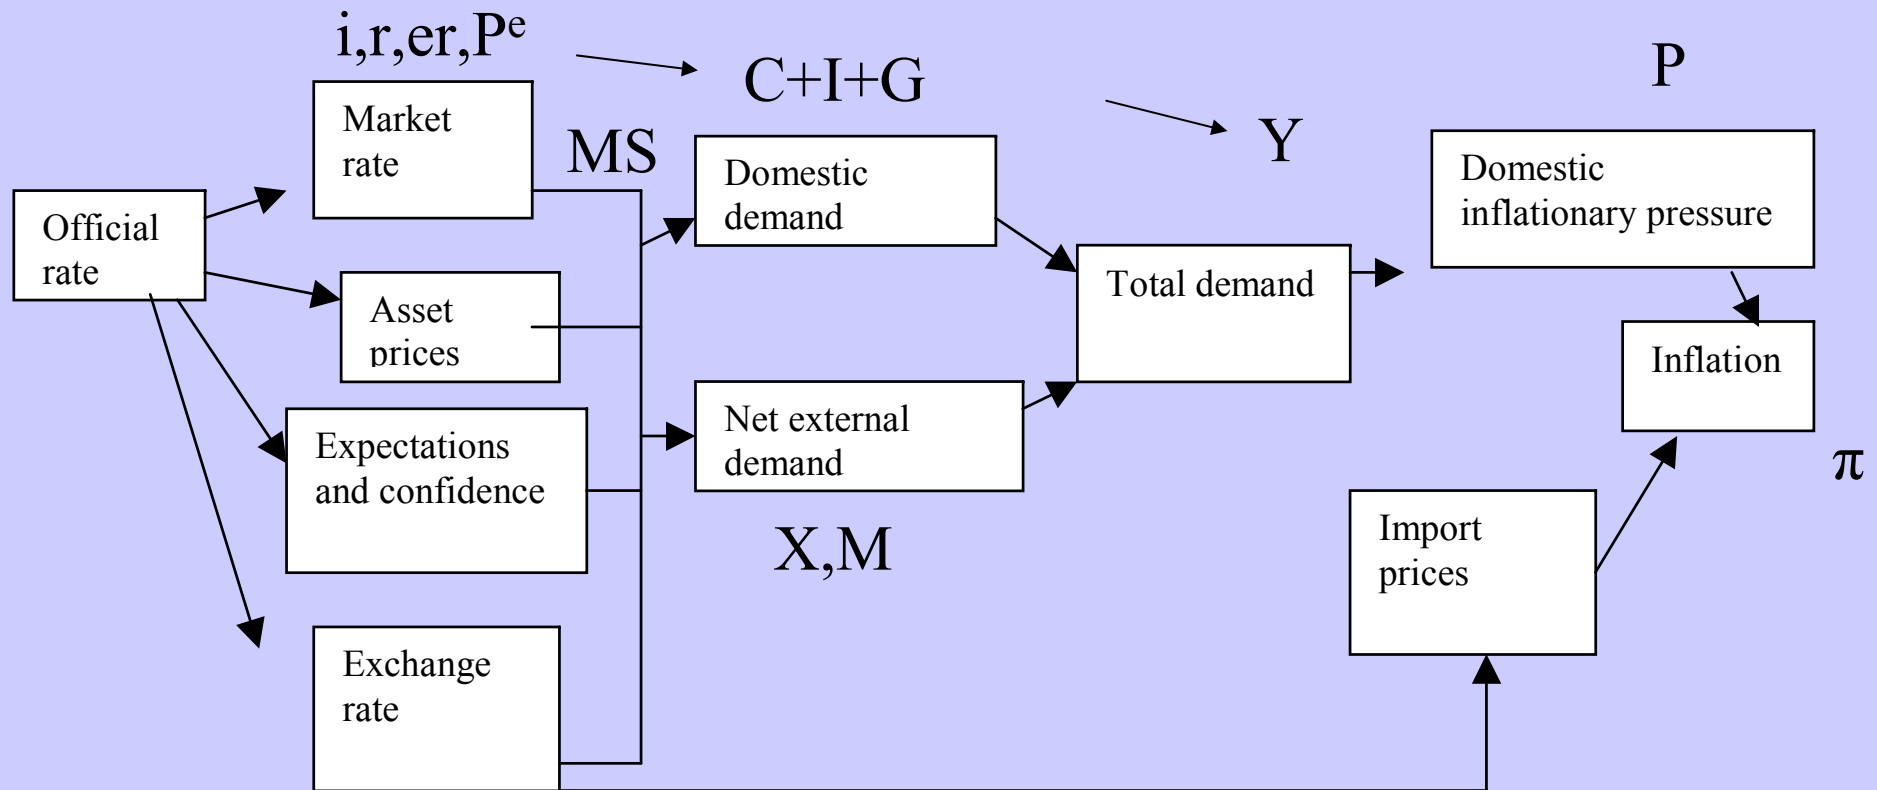 i,r,er,Pᵉ
C+I+G
P
Market
rate
MS
Y
Domestic
demand
Domestic
inflationary pressure
Official
rate
Asset
prices
Total demand
Inflation
Expectations
and confidence
Net external
demand
π
X,M
Import
prices
Exchange
rate